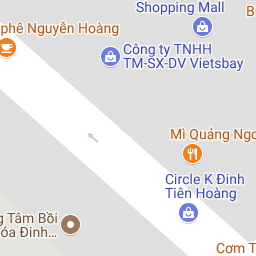 Shopping Mall
phê Nguyễn Hoàng
Công ty TNHH
TM-SX-DV Vietsbay
Mì Quảng Ngo
Circle K Đinh
Tiên Hoàng
Tâm Bồi
óa Đinh...
Cơm T